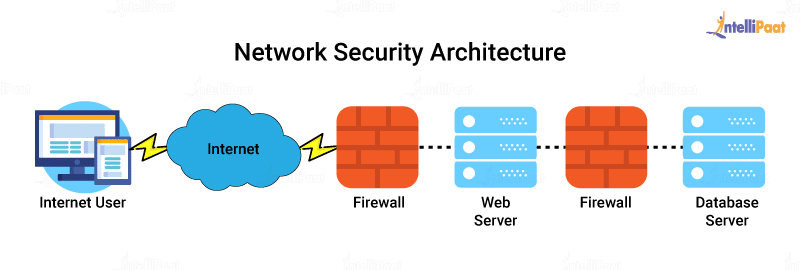 intelliPaat
Network Security Architecture
Internet
Internet User
Firewall
Web
Server
Firewall
Database
Server